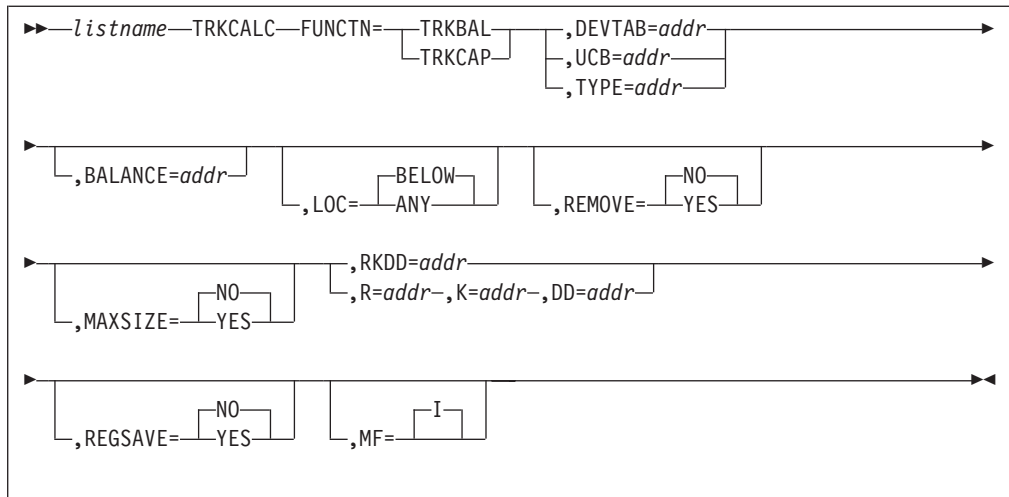 listname TRKCALC FUNCTN= TRKBAL ,DEVTAB=addr
TRKCAP ,UCB=addr
,TYPE=addr
,BALANCE=addr BELOW NO
,LOC= ANY ,REMOVE= YES
,RKDD=addr
NO ,R=addr ,K=addr ,DD=addr
,MAXSIZE= YES
NO I
,REGSAVE= YES ,MF=